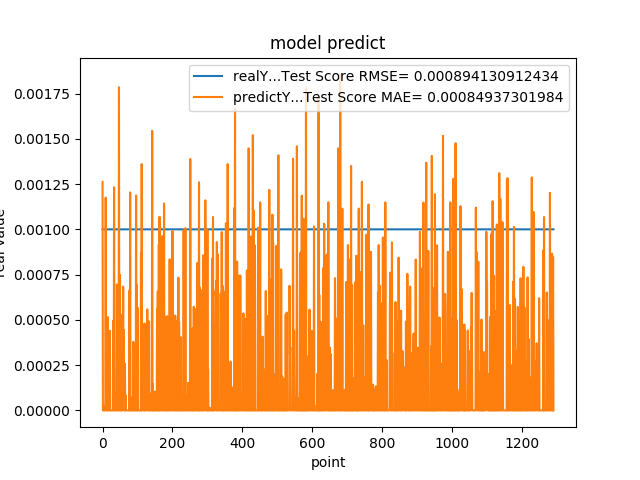 model predict
realY...Test Score RMSE= 0.000894130912434
predictY...Test Score MAE= 0.00084937301984
0.00175
0.00150
0.00125
0.00100
0.00075
0.00050
0.00025
0.00000
real value
0 200 400 600 800 1000 1200
point